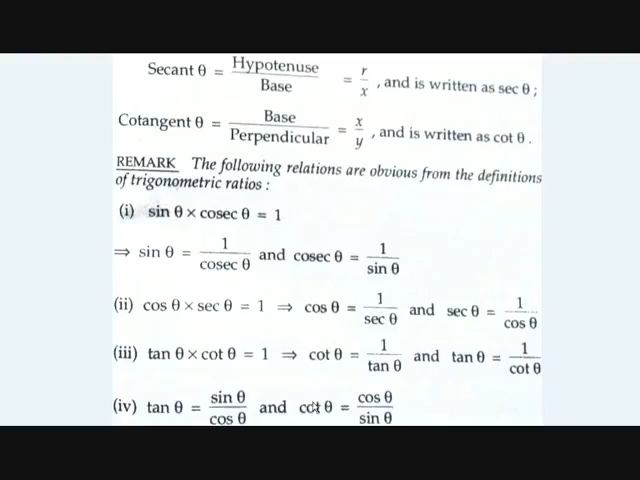 Secant θ = Hypotenuse/Base = r/x , and is written as sec θ ;
Cotangent θ = Base/Perpendicular = x/y , and is written as cot θ .
REMARK The following relations are obvious from the definitions
of trigonometric ratios :
(i) sin θ × cosec θ = 1
⇒ sin θ = 1/cosec θ and cosec θ = 1/sin θ
(ii) cos θ × sec θ = 1 ⇒ cos θ = 1/sec θ and sec θ = 1/cos θ
(iii) tan θ × cot θ = 1 ⇒ cot θ = 1/tan θ and tan θ = 1/cot θ
(iv) tan θ = sin θ/cos θ and cot θ = cos θ/sin θ